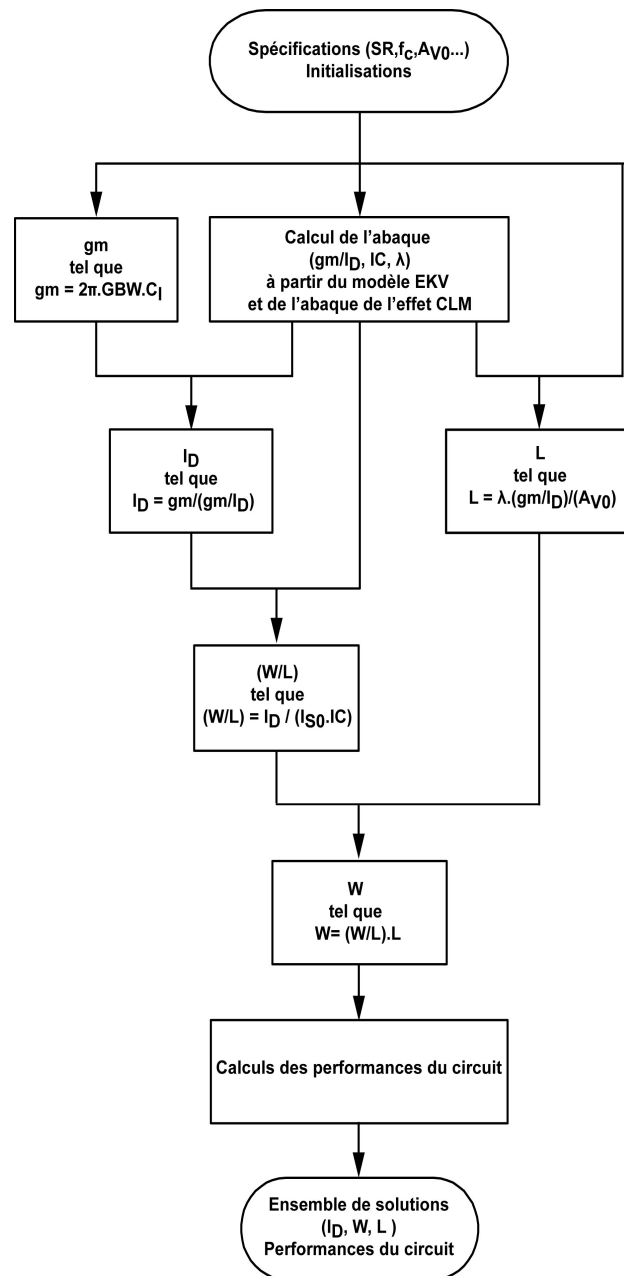 Spécifications (SR,fc,AV0...)
Initialisations
gm
tel que
gm = 2π.GBW.Cl
Calcul de l'abaque
(gm/ID, IC, λ)
à partir du modèle EKV
et de l'abaque de l'effet CLM
ID
tel que
ID = gm/(gm/ID)
L
tel que
L = λ.(gm/ID)/(AV0)
(W/L)
tel que
(W/L) = ID / (IS0.IC)
W
tel que
W= (W/L).L
Calculs des performances du circuit
Ensemble de solutions
(ID, W, L )
Performances du circuit